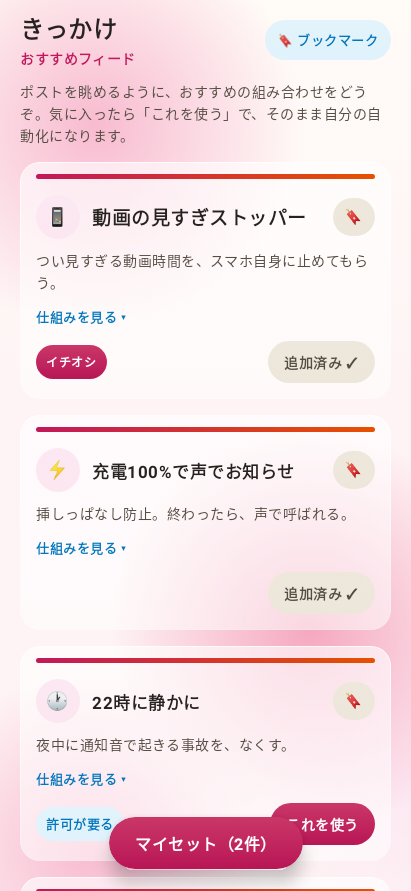 きっかけ
おすすめフィード
ブックマーク
ポストを眺めるように、おすすめの組み合わせをどう
ぞ。気に入ったら「これを使う」で、そのまま自分の自
動化になります。
動画の見すぎストッパー
つい見すぎる動画時間を、スマホ自身に止めてもら
う。
仕組みを見る ▾
イチオシ
追加済み ✓
充電100%で声でお知らせ
挿しっぱなし防止。終わったら、声で呼ばれる。
仕組みを見る ▾
追加済み ✓
22時に静かに
夜中に通知音で起きる事故を、なくす。
仕組みを見る ▾
許可が要る
これを使う
マイセット（2件）